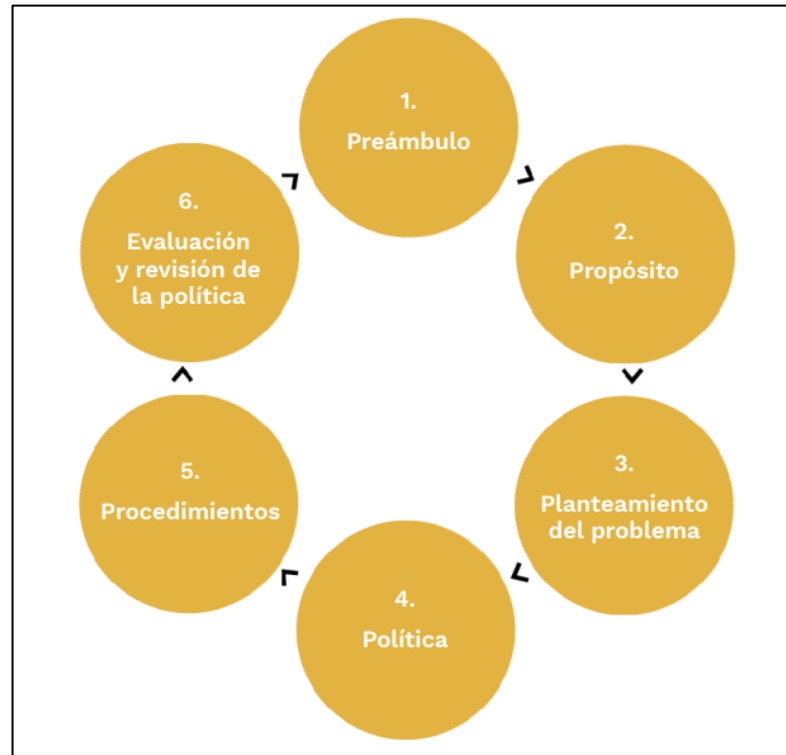 1.
Preámbulo
2.
Propósito
3.
Planteamiento
del problema
4.
Política
5.
Procedimientos
6.
Evaluación
y revisión de
la política